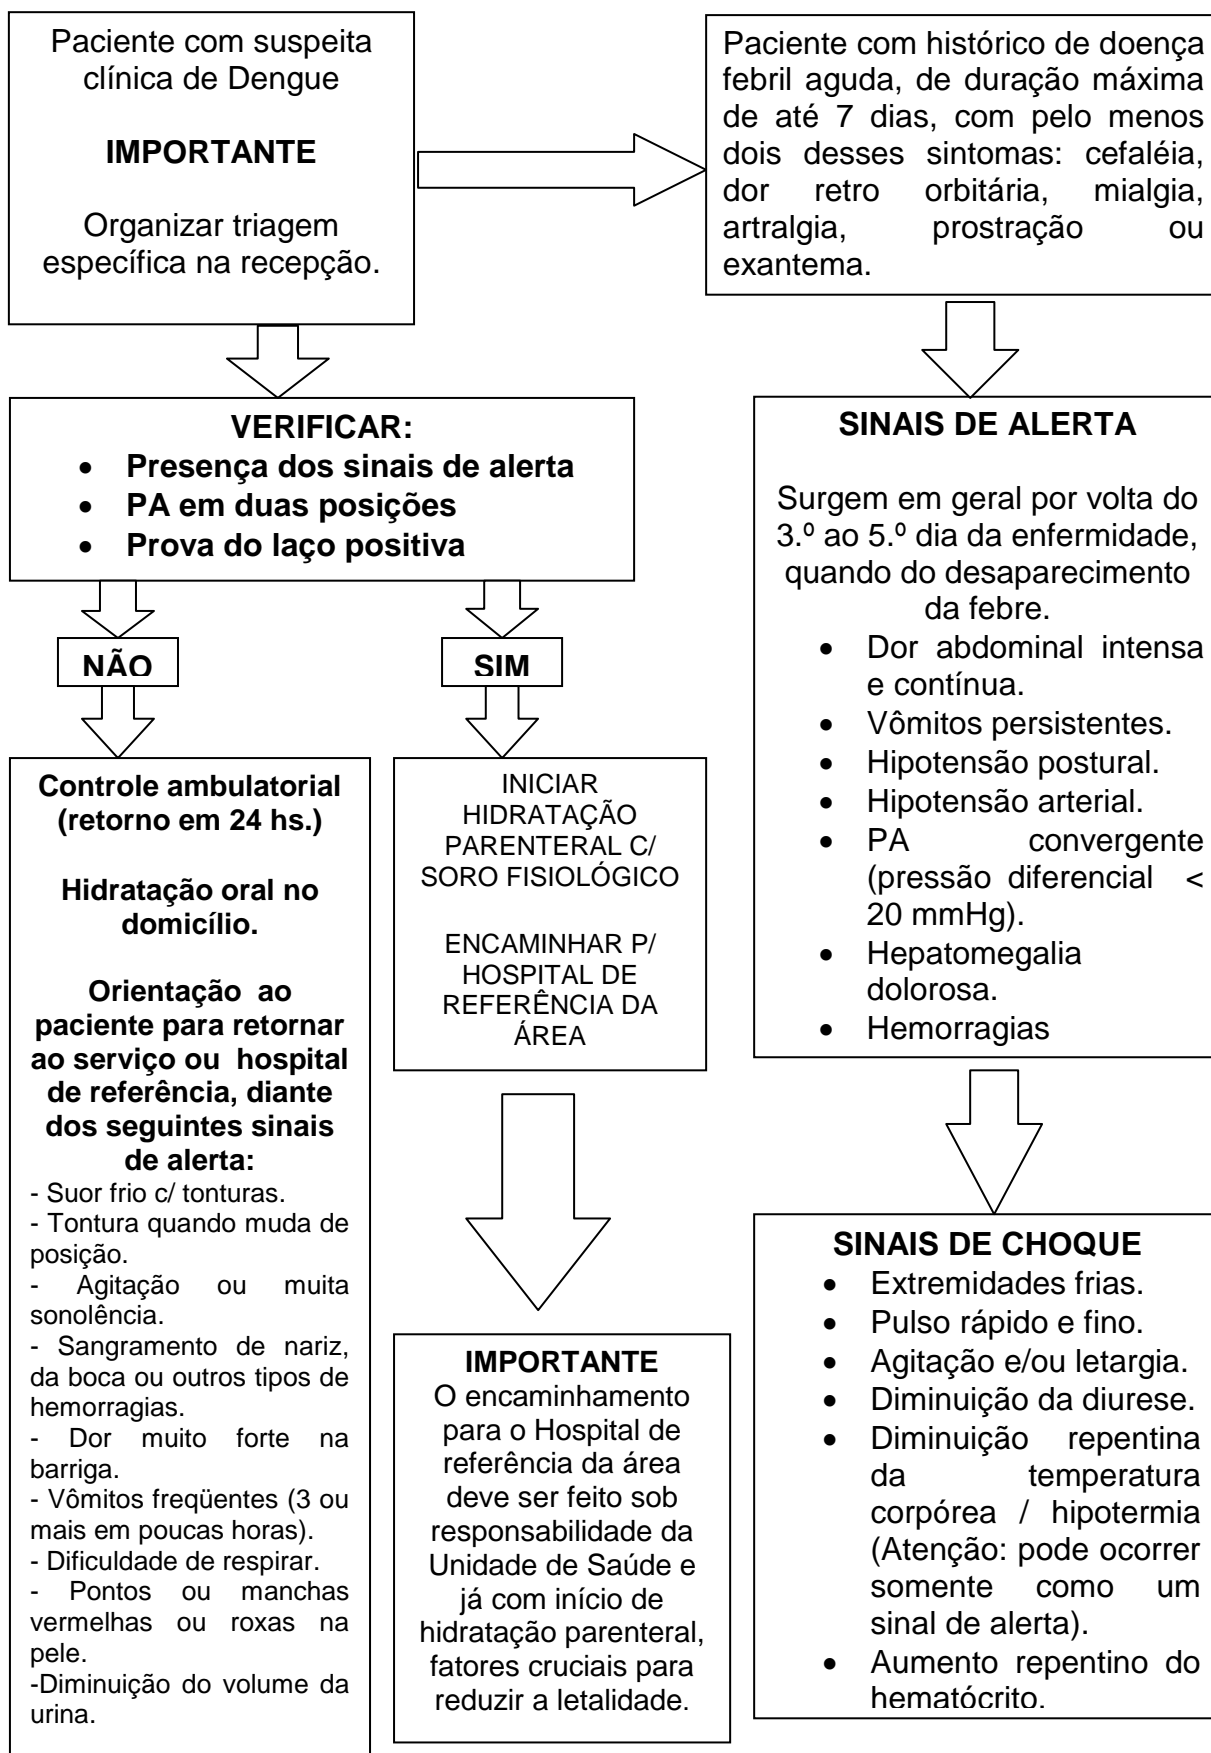 Paciente com suspeita
clínica de Dengue
IMPORTANTE
Organizar triagem
específica na recepção.
Paciente com histórico de doença
febril aguda, de duração máxima
de até 7 dias, com pelo menos
dois desses sintomas: cefaléia,
dor retro orbitária, mialgia,
artralgia, prostração ou
exantema.
VERIFICAR:
• Presença dos sinais de alerta
• PA em duas posições
• Prova do laço positiva
NÃO
SIM
Controle ambulatorial
(retorno em 24 hs.)
Hidratação oral no
domicílio.
Orientação ao
paciente para retornar
ao serviço ou hospital
de referência, diante
dos seguintes sinais
de alerta:
- Suor frio c/ tonturas.
- Tontura quando muda de
posição.
- Agitação ou muita
sonolência.
- Sangramento de nariz,
da boca ou outros tipos de
hemorragias.
- Dor muito forte na
barriga.
- Vômitos freqüentes (3 ou
mais em poucas horas).
- Dificuldade de respirar.
- Pontos ou manchas
vermelhas ou roxas na
pele.
-Diminuição do volume da
urina.
INICIAR
HIDRATAÇÃO
PARENTERAL C/
SORO FISIOLÓGICO
ENCAMINHAR P/
HOSPITAL DE
REFERÊNCIA DA
ÁREA
IMPORTANTE
O encaminhamento
para o Hospital de
referência da área
deve ser feito sob
responsabilidade da
Unidade de Saúde e
já com início de
hidratação parenteral,
fatores cruciais para
reduzir a letalidade.
SINAIS DE ALERTA
Surgem em geral por volta do
3.º ao 5.º dia da enfermidade,
quando do desaparecimento
da febre.
• Dor abdominal intensa
e contínua.
• Vômitos persistentes.
• Hipotensão postural.
• Hipotensão arterial.
• PA convergente
(pressão diferencial <
20 mmHg).
• Hepatomegalia
dolorosa.
• Hemorragias
SINAIS DE CHOQUE
• Extremidades frias.
• Pulso rápido e fino.
• Agitação e/ou letargia.
• Diminuição da diurese.
• Diminuição repentina
da temperatura
corpórea / hipotermia
(Atenção: pode ocorrer
somente como um
sinal de alerta).
• Aumento repentino do
hematócrito.